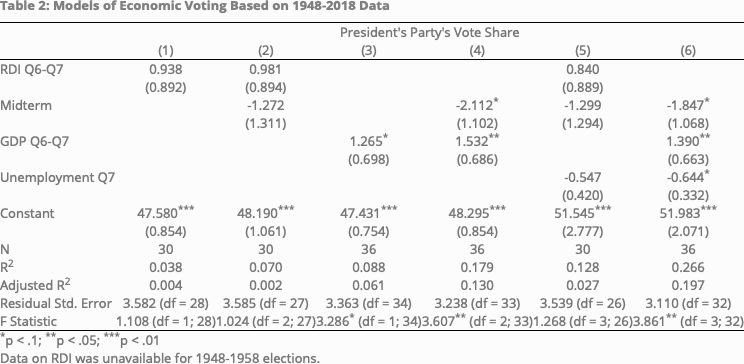 Table 2: Models of Economic Voting Based on 1948-2018 Data
President's Party's Vote Share
(1) (2) (3) (4) (5) (6)
RDI Q6-Q7 0.938 0.981 0.840
(0.892) (0.894) (0.889)
Midterm -1.272 -2.112* -1.299 -1.847*
(1.311) (1.102) (1.294) (1.068)
GDP Q6-Q7 1.265* 1.532** 1.390**
(0.698) (0.686) (0.663)
Unemployment Q7 -0.547 -0.644*
(0.420) (0.332)
Constant 47.580*** 48.190*** 47.431*** 48.295*** 51.545*** 51.983***
(0.854) (1.061) (0.754) (0.854) (2.777) (2.071)
N 30 30 36 36 30 36
R2 0.038 0.070 0.088 0.179 0.128 0.266
Adjusted R2 0.004 0.002 0.061 0.130 0.027 0.197
Residual Std. Error 3.582 (df = 28) 3.585 (df = 27) 3.363 (df = 34) 3.238 (df = 33) 3.539 (df = 26) 3.110 (df = 32)
F Statistic 1.108 (df = 1; 28) 1.024 (df = 2; 27) 3.286* (df = 1; 34) 3.607** (df = 2; 33) 1.268 (df = 3; 26) 3.861** (df = 3; 32)
*p < .1; **p < .05; ***p < .01
Data on RDI was unavailable for 1948-1958 elections.